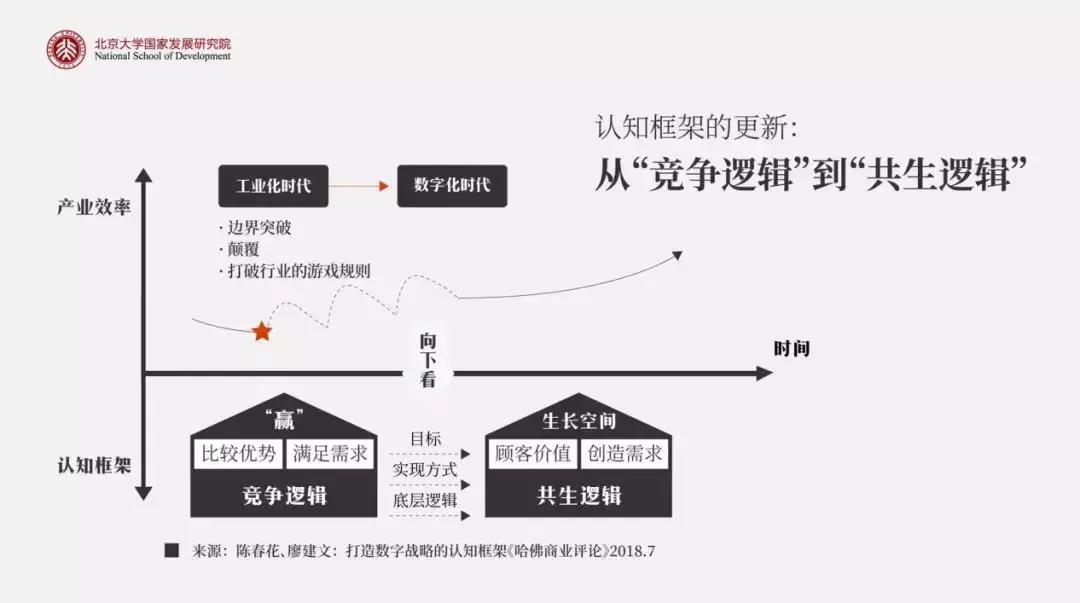 北京大学国家发展研究院
National School of Development
认知框架的更新：
从“竞争逻辑”到“共生逻辑”
产业效率
工业化时代
数字化时代
·边界突破
·颠覆
·打破行业的游戏规则
向下看
时间
认知框架
“赢”
比较优势
满足需求
竞争逻辑
目标
实现方式
底层逻辑
生长空间
顾客价值
创造需求
共生逻辑
来源：陈春花、廖建文：打造数字战略的认知框架《哈佛商业评论》2018.7